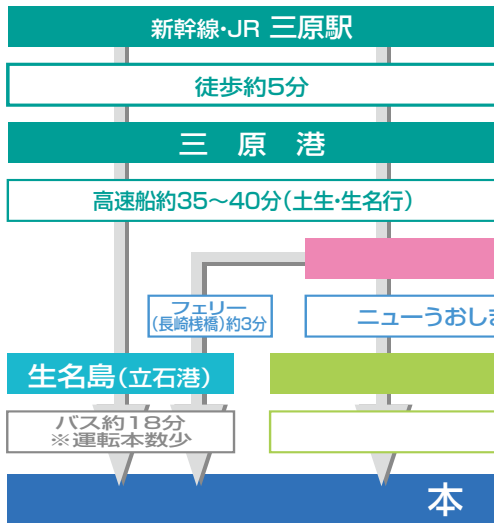 新幹線・JR 三原駅
徒歩約5分
三原港
高速船約35～40分(土生・生名行)
フェリー
(長崎桟橋)約3分
ニューうおしま
生名島(立石港)
バス約18分
※運転本数少
本